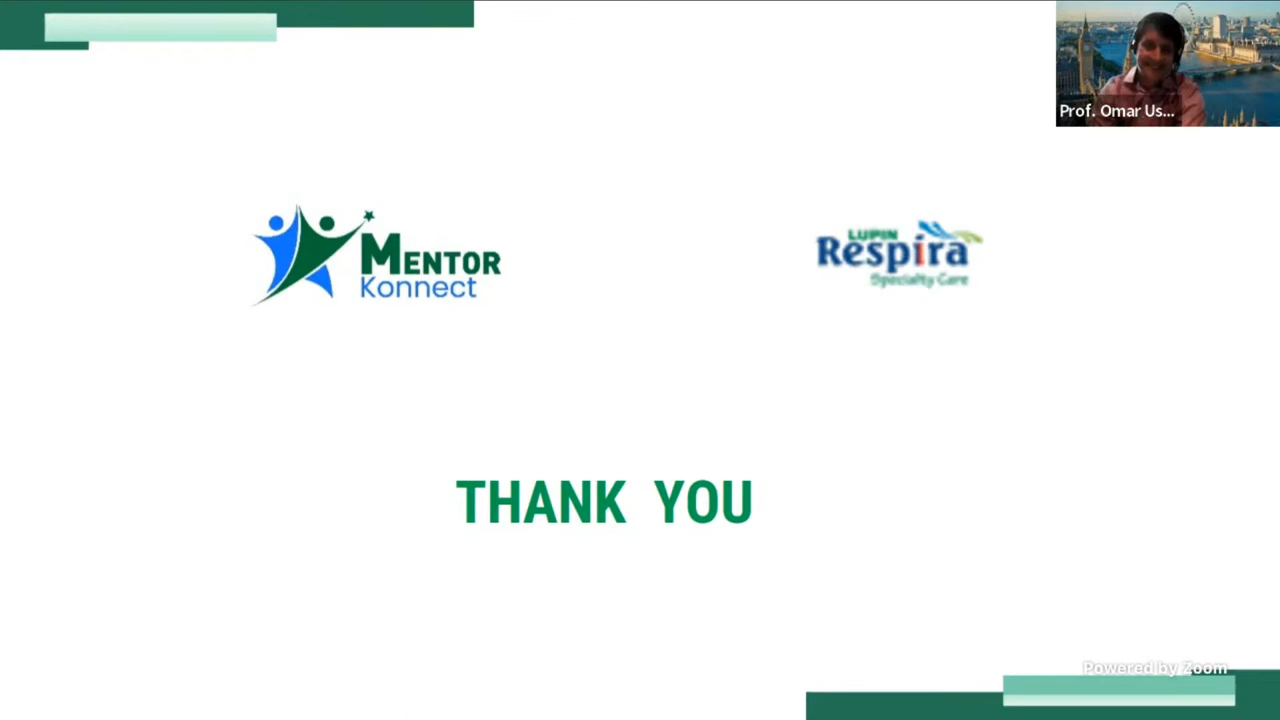 Prof. Omar Us...
MENTOR
Konnect
LUPIN
Respira
Specialty Care
THANK YOU
Powered by Zoom